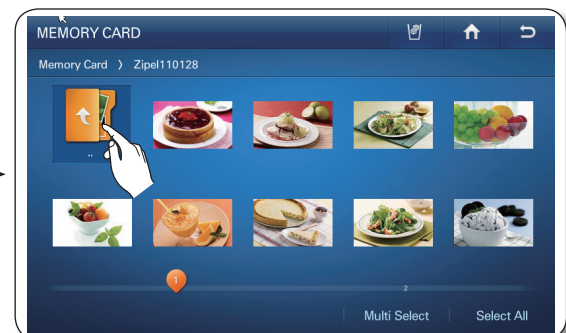 MEMORY CARD
Memory Card 〉 Zipel110128
..
1
2
Multi Select
Select All